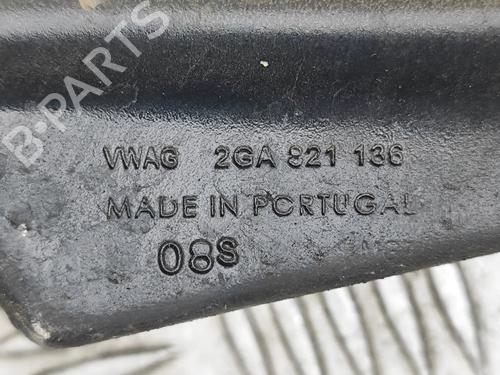 B-PARTS
VWAG 2GA 821 136
MADE IN PORTUGAL
08S